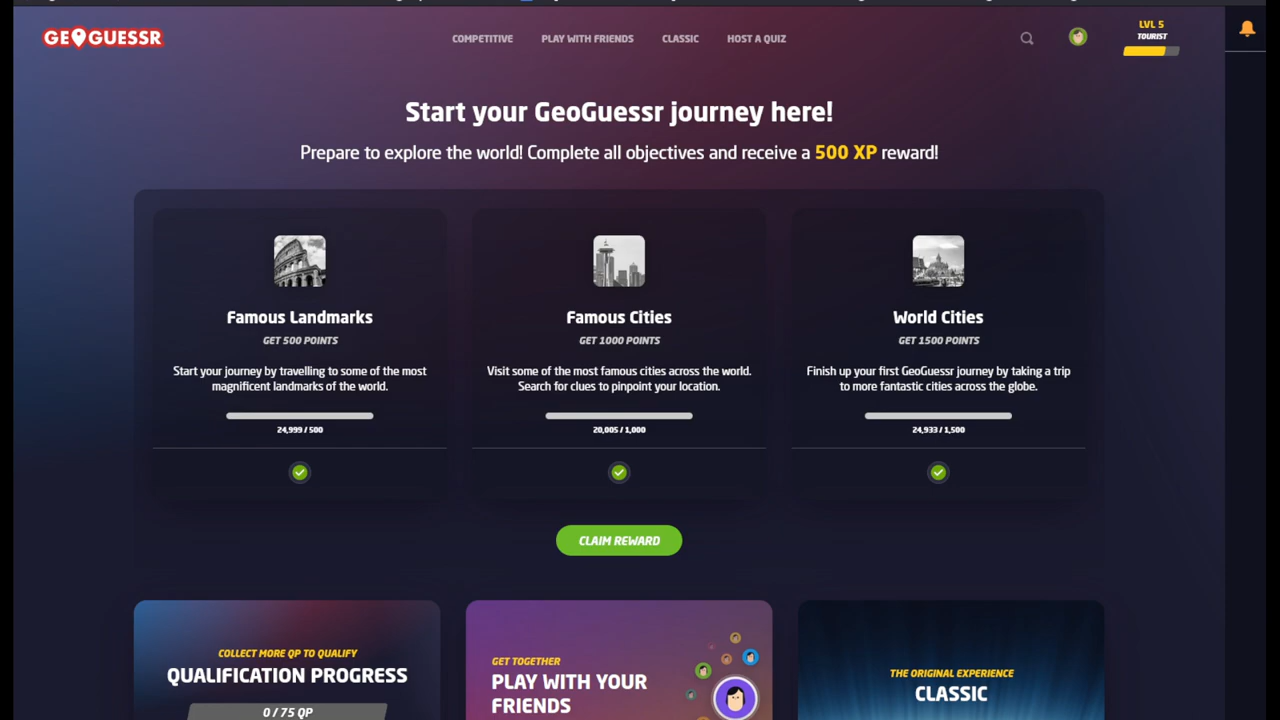 GEOGUESSR
COMPETITIVE PLAY WITH FRIENDS CLASSIC HOST A QUIZ
LVL 5
TOURIST
Start your GeoGuessr journey here!
Prepare to explore the world! Complete all objectives and receive a 500 XP reward!
Famous Landmarks
GET 500 POINTS
Start your journey by travelling to some of the most
magnificent landmarks of the world.
24,999 / 500
Famous Cities
GET 1000 POINTS
Visit some of the most famous cities across the world.
Search for clues to pinpoint your location.
20,005 / 1,000
World Cities
GET 1500 POINTS
Finish up your first GeoGuessr journey by taking a trip
to more fantastic cities across the globe.
24,933 / 1,500
CLAIM REWARD
COLLECT MORE QP TO QUALIFY
QUALIFICATION PROGRESS
0 / 75 QP
GET TOGETHER
PLAY WITH YOUR
FRIENDS
THE ORIGINAL EXPERIENCE
CLASSIC